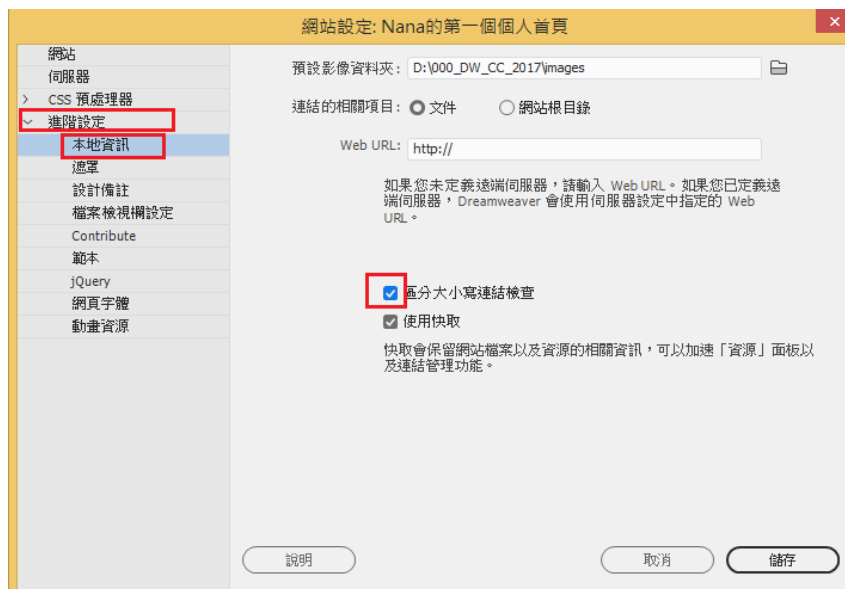 網站設定: Nana的第一個個人首頁
網站
伺服器
CSS 預處理器
進階設定
本地資訊
遮罩
設計備註
檔案檢視欄設定
Contribute
範本
jQuery
網頁字體
動畫資源
預設影像資料夾: D:\000_DW_CC_2017\images
連結的相關項目: 文件 網站根目錄
Web URL: http://
如果您未定義遠端伺服器,請輸入 Web URL。如果您已定義遠
端伺服器,Dreamweaver 會使用伺服器設定中指定的 Web
URL。
區分大小寫連結檢查
使用快取
快取會保留網站檔案以及資源的相關資訊,可以加速「資源」面板以
及連結管理功能。
說明 取消 儲存